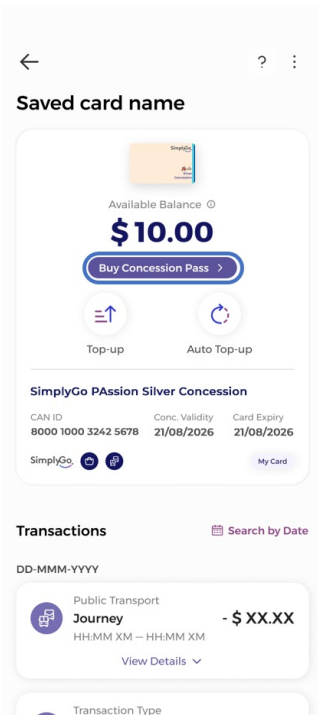 ?
Saved card name
SimplyGo
Silver
Concession
Available Balance
$10.00
Buy Concession Pass >
Top-up
Auto Top-up
SimplyGo PAssion Silver Concession
CAN ID
8000 1000 3242 5678
Conc. Validity
21/08/2026
Card Expiry
21/08/2026
SimplyGo
My Card
Transactions
Search by Date
DD-MMM-YYYY
Public Transport
Journey
- $ XX.XX
HH:MM XM — HH:MM XM
View Details
Transaction Type